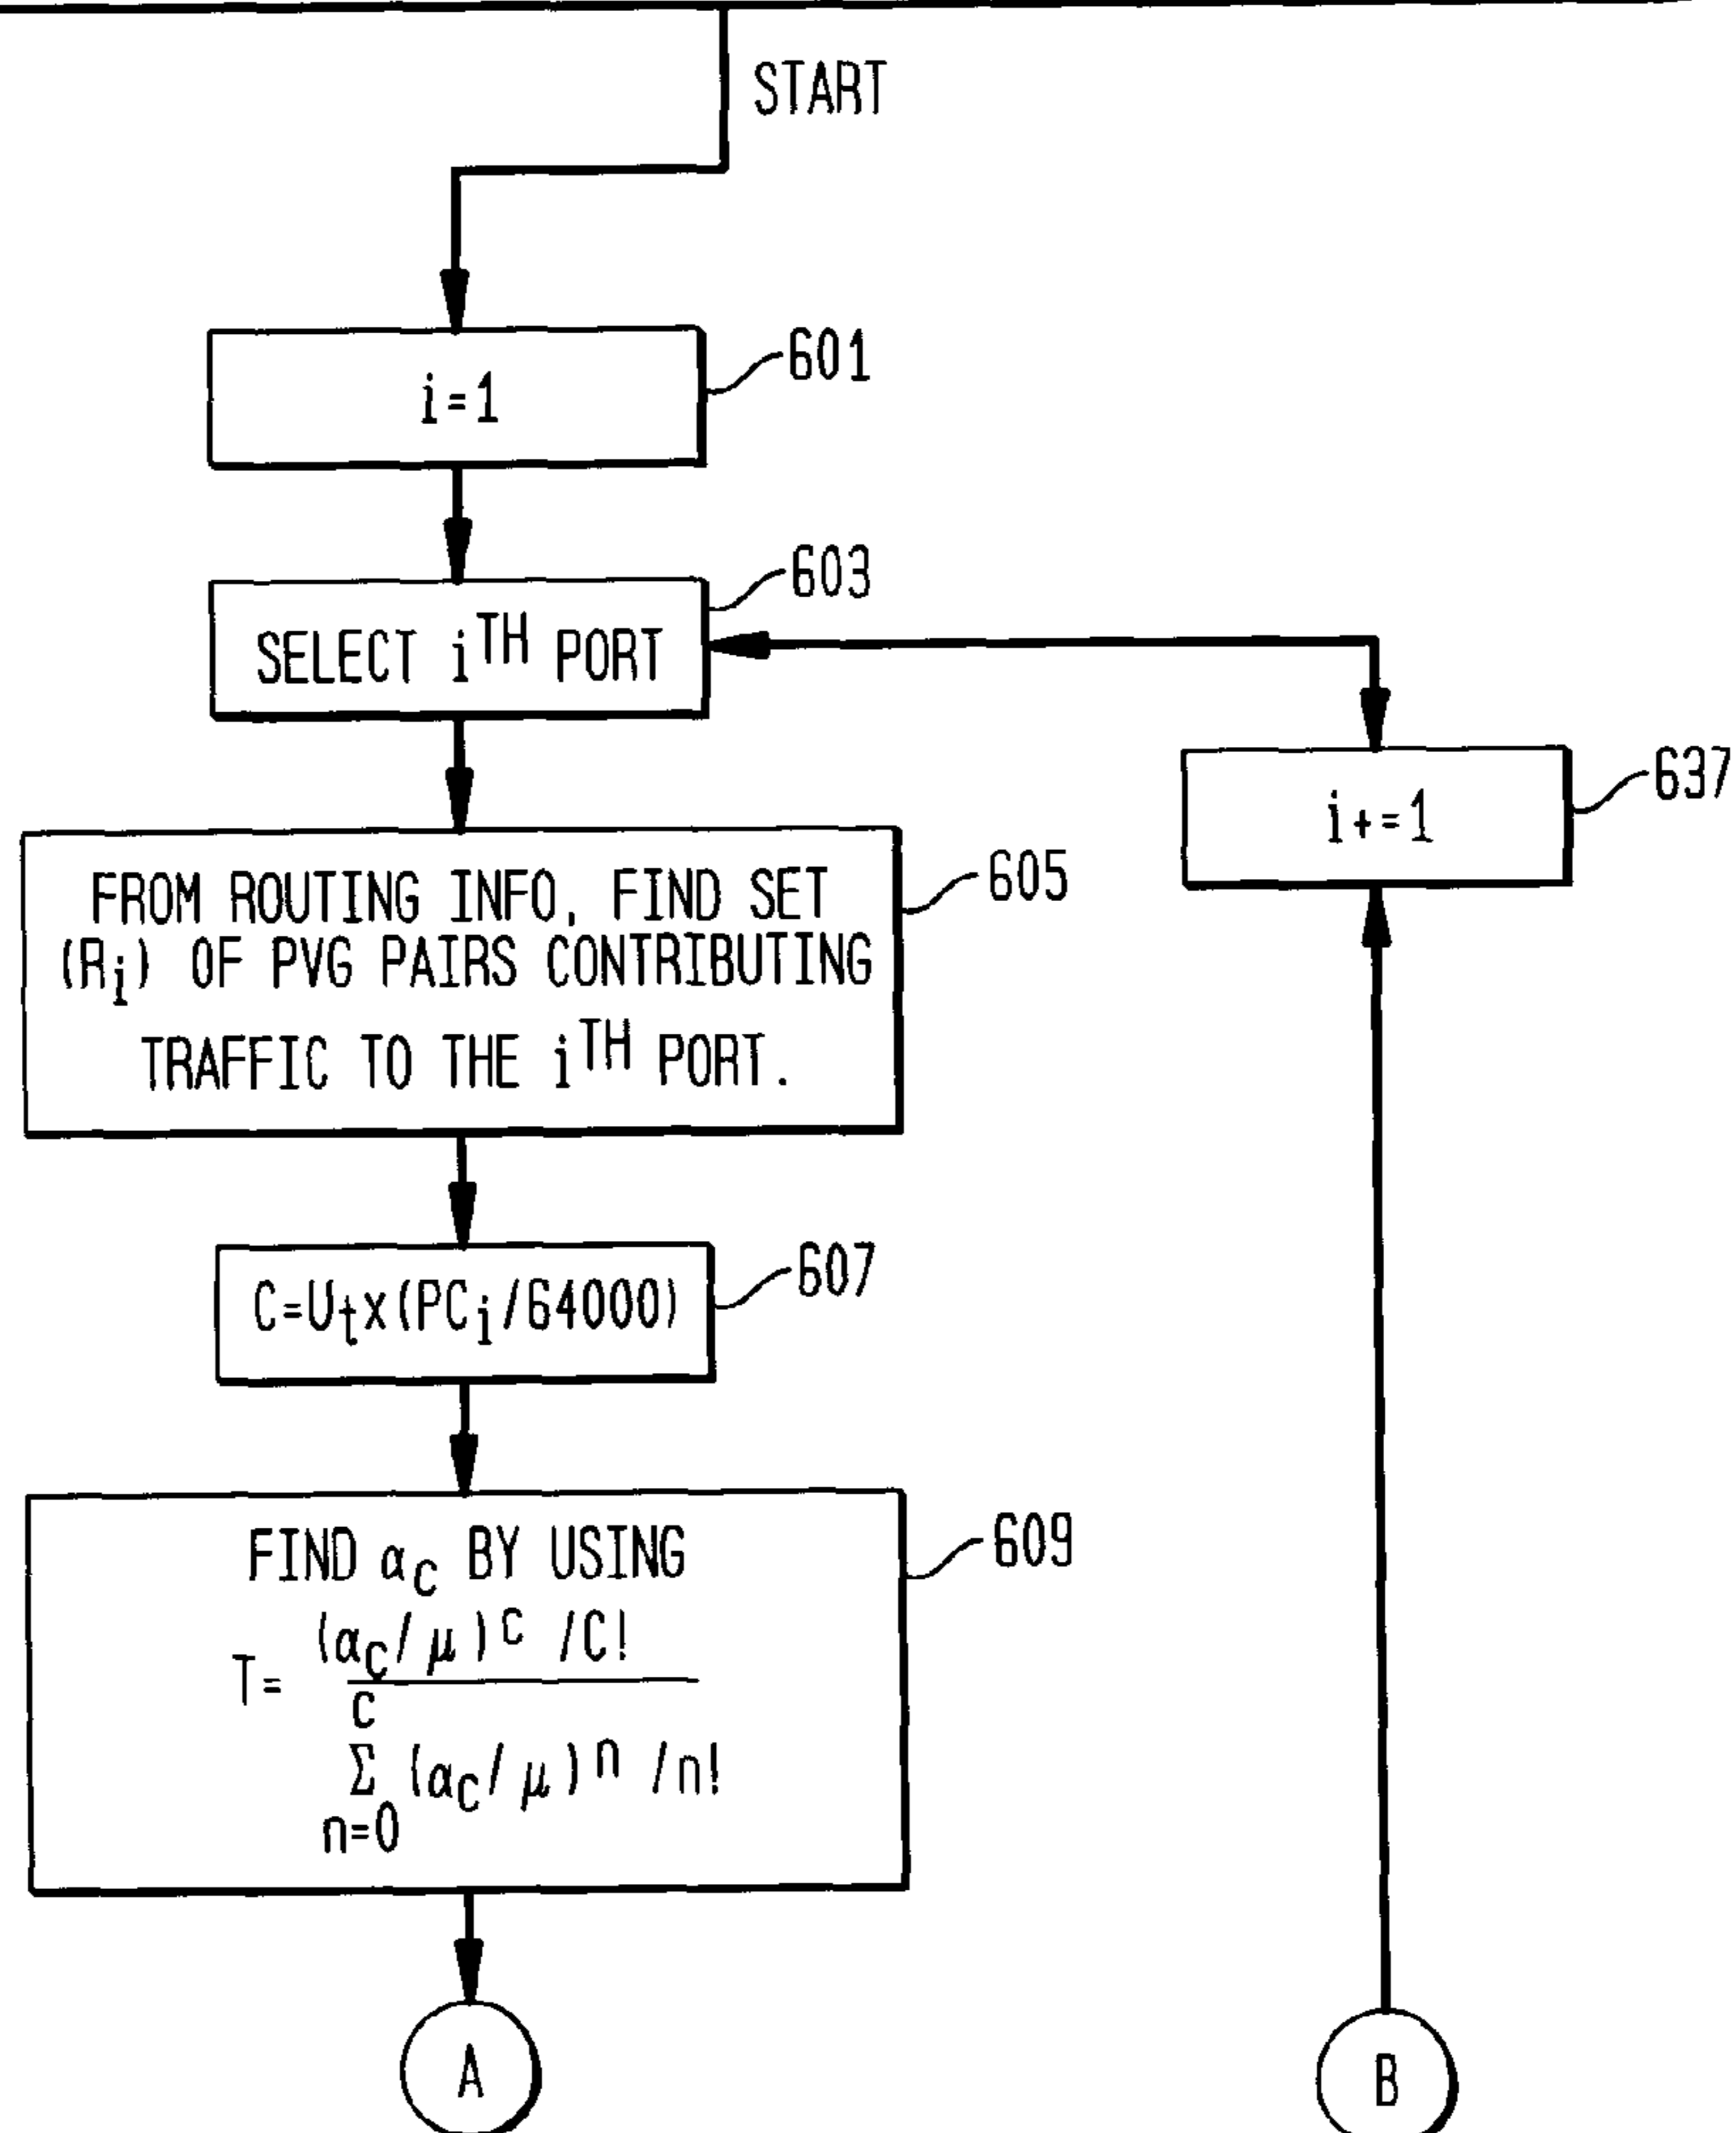 START
i=1
601
SELECT i^TH PORT
603
FROM ROUTING INFO, FIND SET
(R_i) OF PVG PAIRS CONTRIBUTING
TRAFFIC TO THE i^TH PORT.
605
i+=1
637
C=U_t x (PC_i/64000)
607
FIND α_C BY USING
(α_C/μ)^C /C!
T=
C
Σ (α_C/μ)^n /n!
n=0
609
A
B